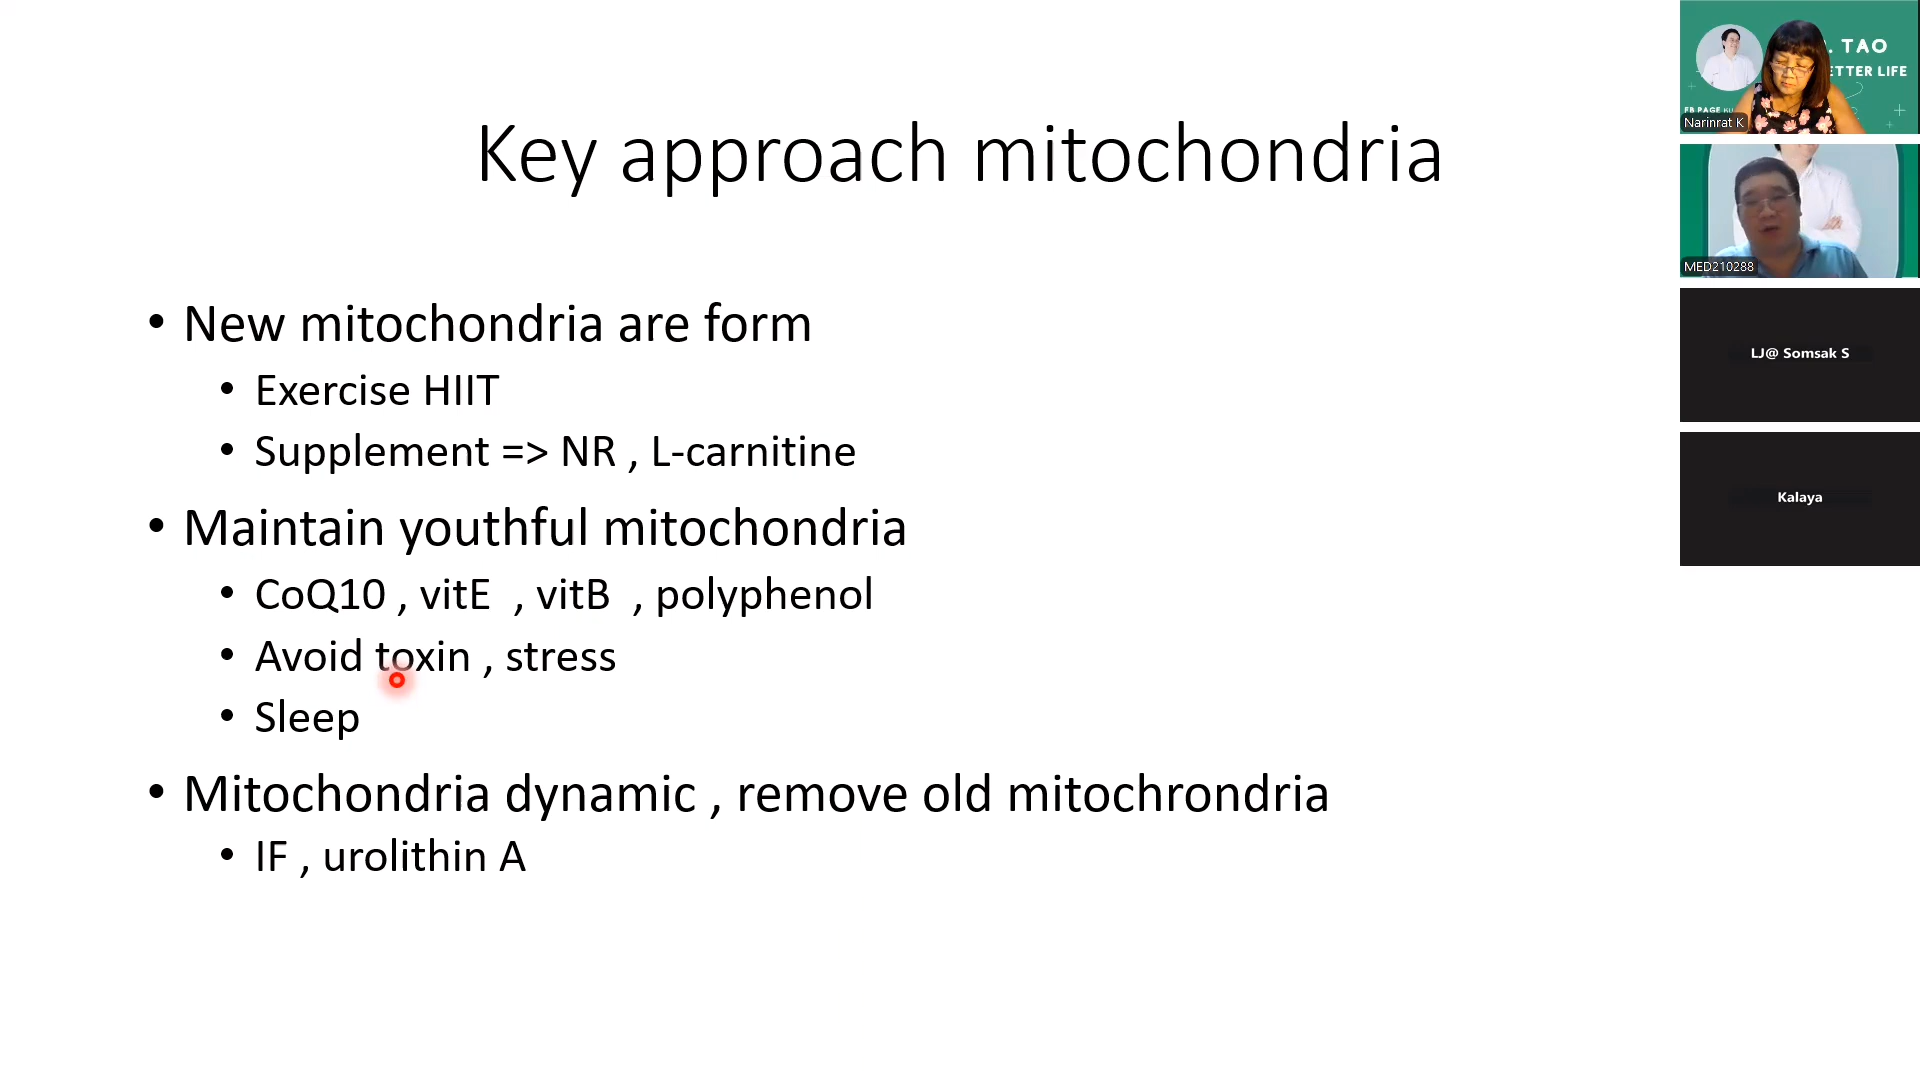 Key approach mitochondria
• New mitochondria are form
• Exercise HIIT
• Supplement => NR , L-carnitine
• Maintain youthful mitochondria
• CoQ10 , vitE , vitB , polyphenol
• Avoid toxin , stress
• Sleep
• Mitochondria dynamic , remove old mitochrondria
• IF , urolithin A
. TAO
ETTER LIFE
FB PAGE
Narinrat K
MED210288
LJ@ Somsak S
Kalaya